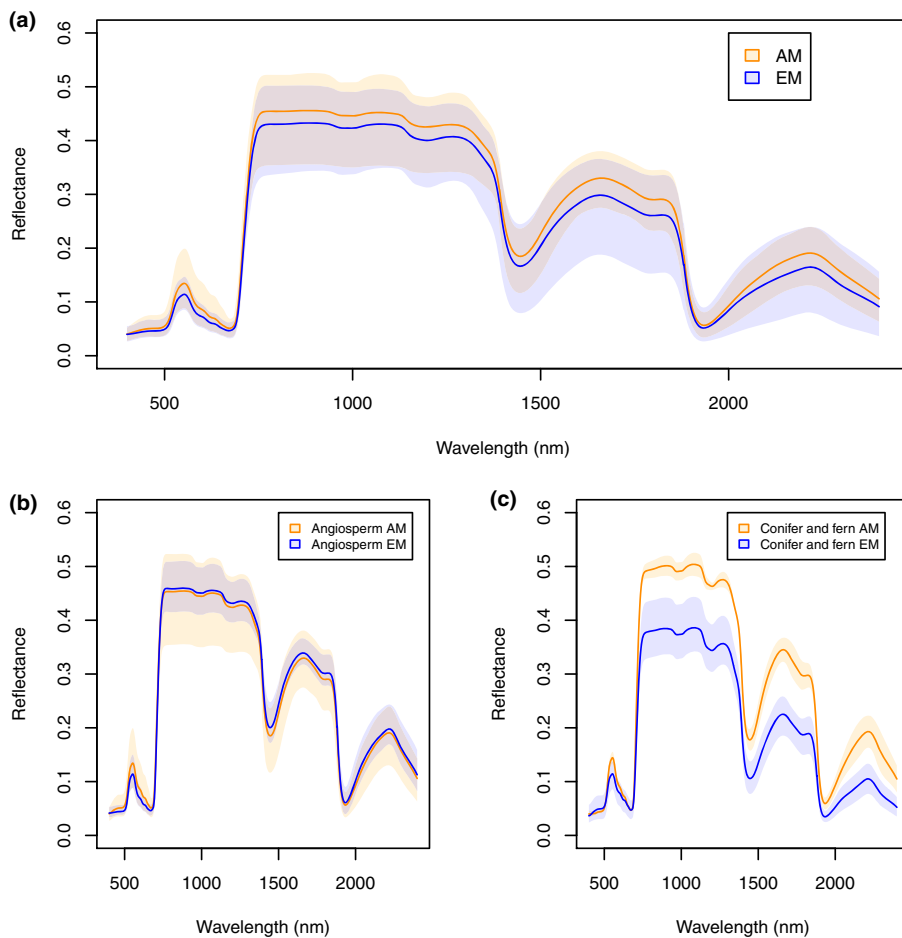 (a)
0.6
0.5
0.4
0.3
0.2
0.1
0.0
Reflectance
AM
EM
500
1000
1500
2000
Wavelength (nm)
(b)
0.6
0.5
0.4
0.3
0.2
0.1
0.0
Reflectance
Angiosperm AM
Angiosperm EM
500
1000
1500
2000
Wavelength (nm)
(c)
0.6
0.5
0.4
0.3
0.2
0.1
0.0
Reflectance
Conifer and fern AM
Conifer and fern EM
500
1000
1500
2000
Wavelength (nm)